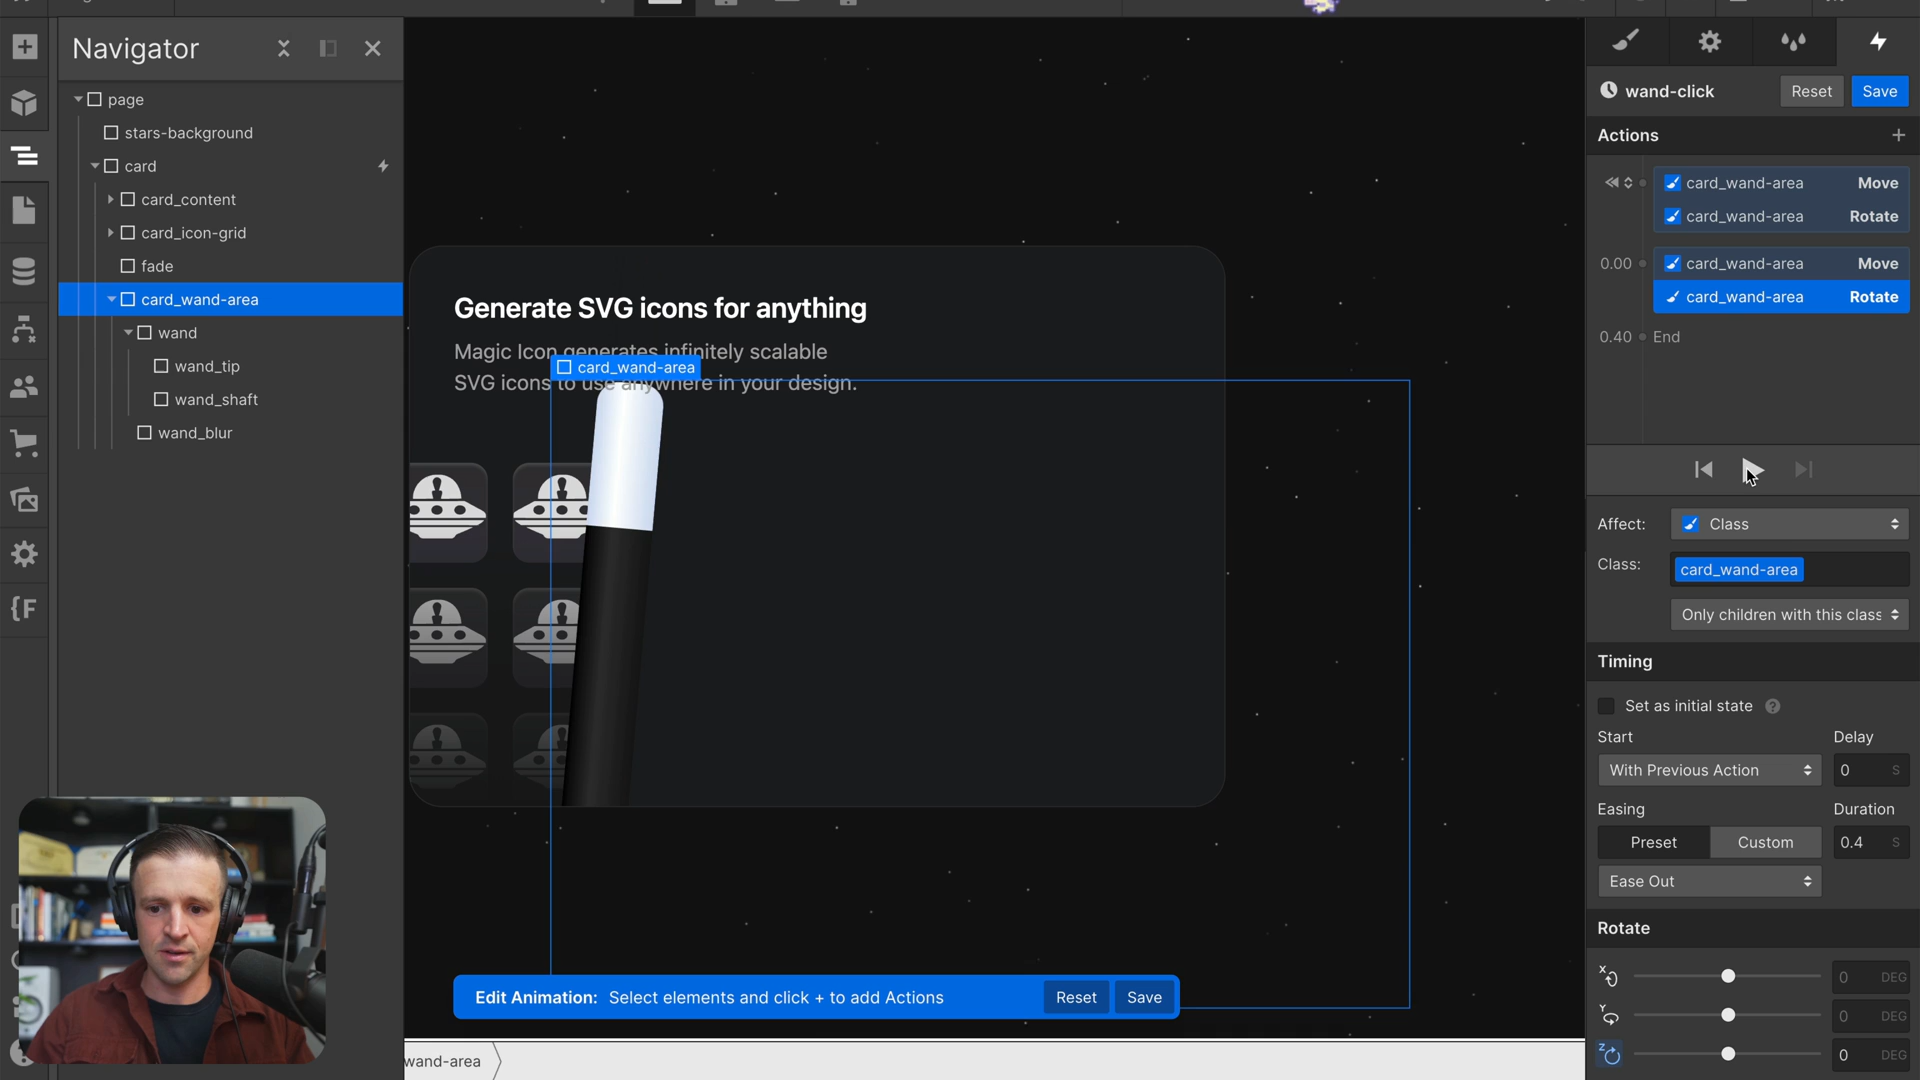 Navigator
page
stars-background
card
card_content
card_icon-grid
fade
card_wand-area
wand
wand_tip
wand_shaft
wand_blur
Generate SVG icons for anything
Magic Icon generates infinitely scalable
SVG icons to use anywhere in your design.
card_wand-area
Edit Animation: Select elements and click + to add Actions
Reset
Save
wand-area
wand-click
Reset
Save
Actions
card_wand-area Move
card_wand-area Rotate
0.00
card_wand-area Move
card_wand-area Rotate
0.40 End
Affect: Class
Class: card_wand-area
Only children with this class
Timing
Set as initial state ?
Start Delay
With Previous Action 0 S
Easing Duration
Preset Custom 0.4 S
Ease Out
Rotate
X 0 DEG
Y 0 DEG
Z 0 DEG